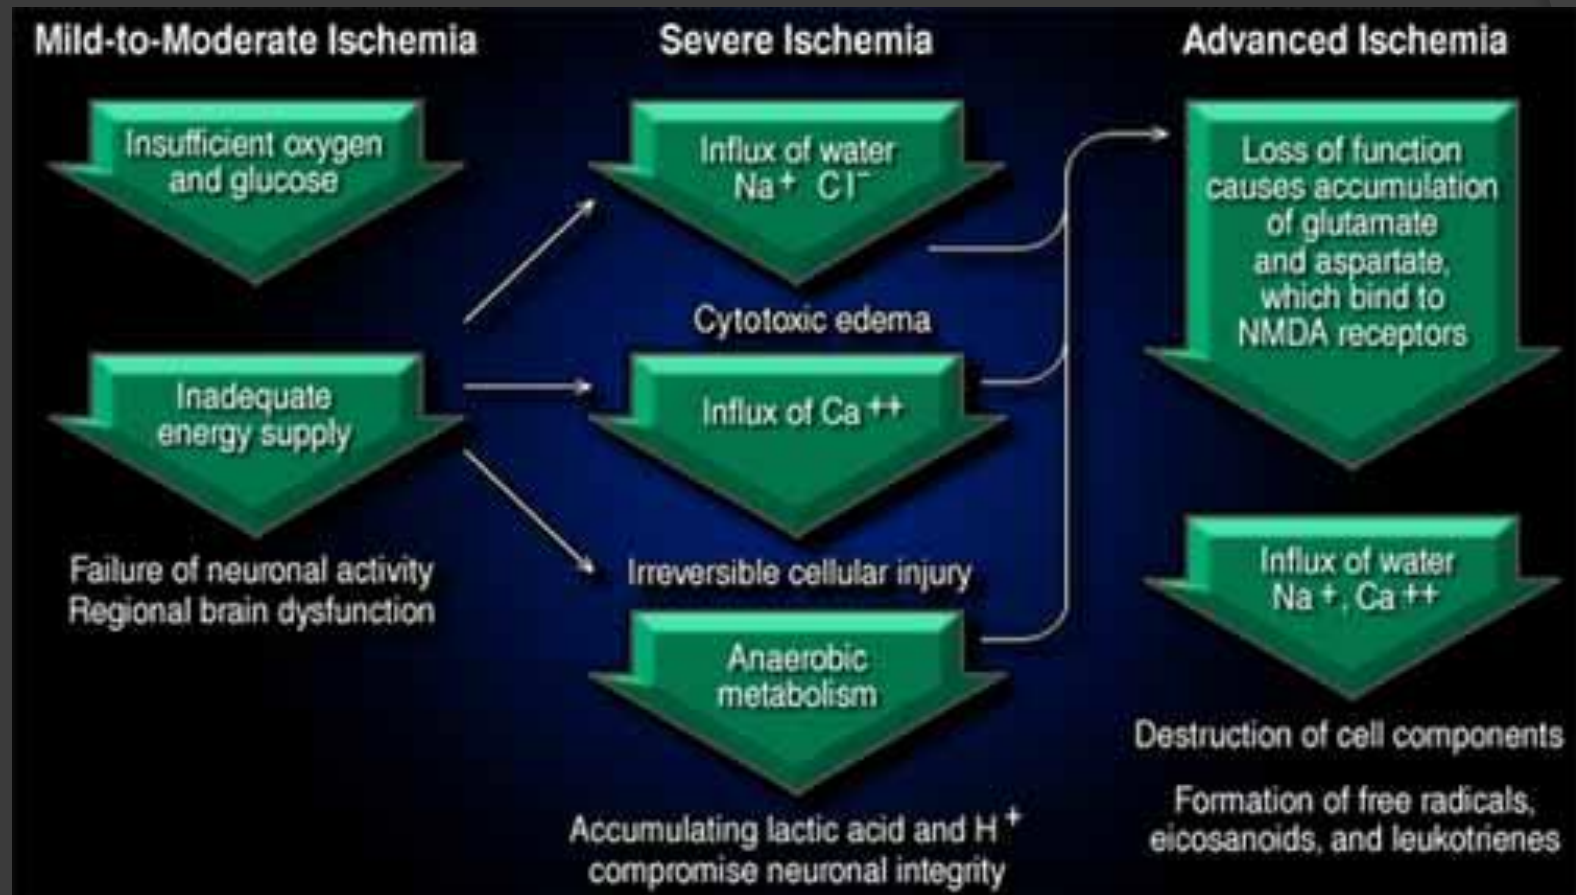 Mild-to-Moderate Ischemia
Insufficient oxygen
and glucose
Inadequate
energy supply
Failure of neuronal activity
Regional brain dysfunction
Severe Ischemia
Influx of water
Na+ Cl−
Cytotoxic edema
Influx of Ca++
Irreversible cellular injury
Anaerobic
metabolism
Accumulating lactic acid and H+
compromise neuronal integrity
Advanced Ischemia
Loss of function
causes accumulation
of glutamate
and aspartate,
which bind to
NMDA receptors
Influx of water
Na+, Ca++
Destruction of cell components
Formation of free radicals,
eicosanoids, and leukotrienes